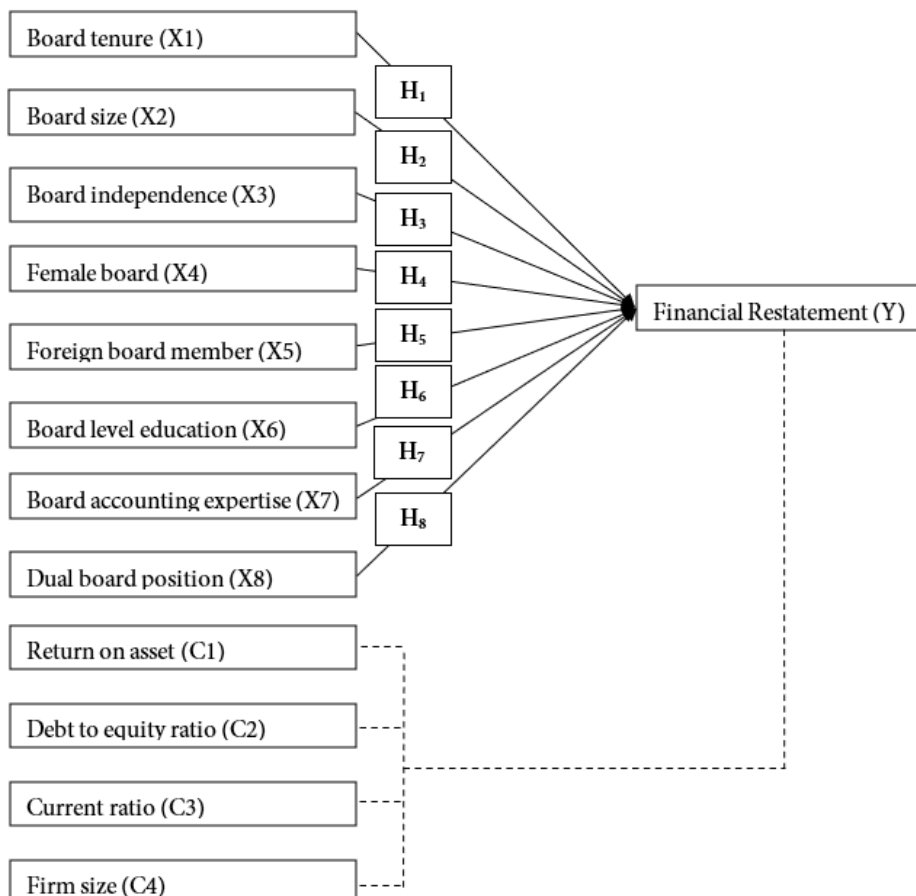 Board tenure (X1)
H₁
Board size (X2)
H₂
Board independence (X3)
H₃
Female board (X4)
H₄
Financial Restatement (Y)
Foreign board member (X5)
H₅
Board level education (X6)
H₆
Board accounting expertise (X7)
H₇
Dual board position (X8)
H₈
Return on asset (C1)
Debt to equity ratio (C2)
Current ratio (C3)
Firm size (C4)